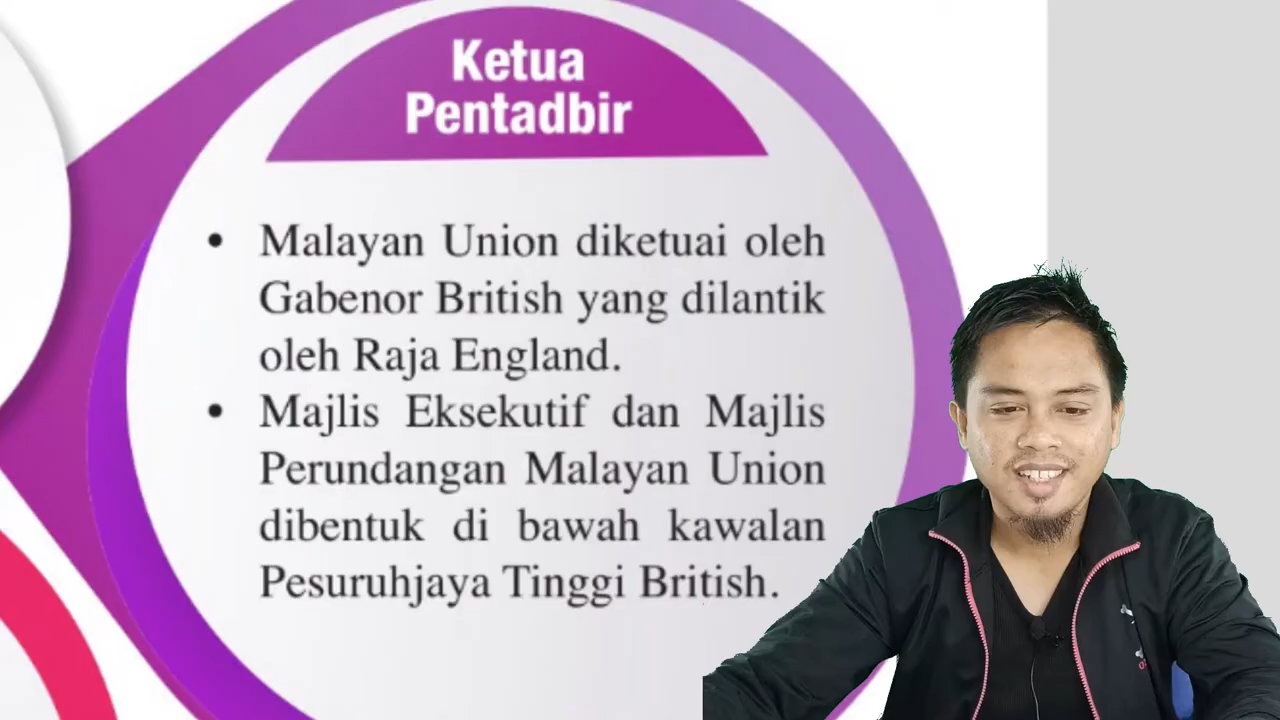 Ketua
Pentadbir
• Malayan Union diketuai oleh
Gabenor British yang dilantik
oleh Raja England.
• Majlis Eksekutif dan Majlis
Perundangan Malayan Union
dibentuk di bawah kawalan
Pesuruhjaya Tinggi British.